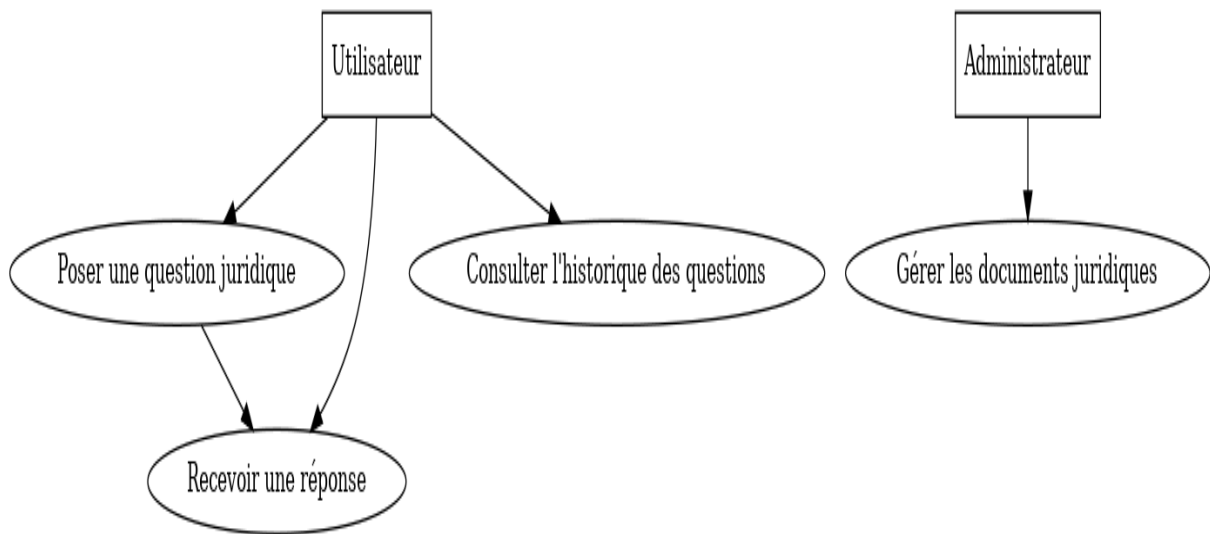 Utilisateur
Administrateur
Poser une question juridique
Consulter l'historique des questions
Gérer les documents juridiques
Recevoir une réponse